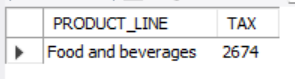 PRODUCT_LINE TAX
Food and beverages 2674